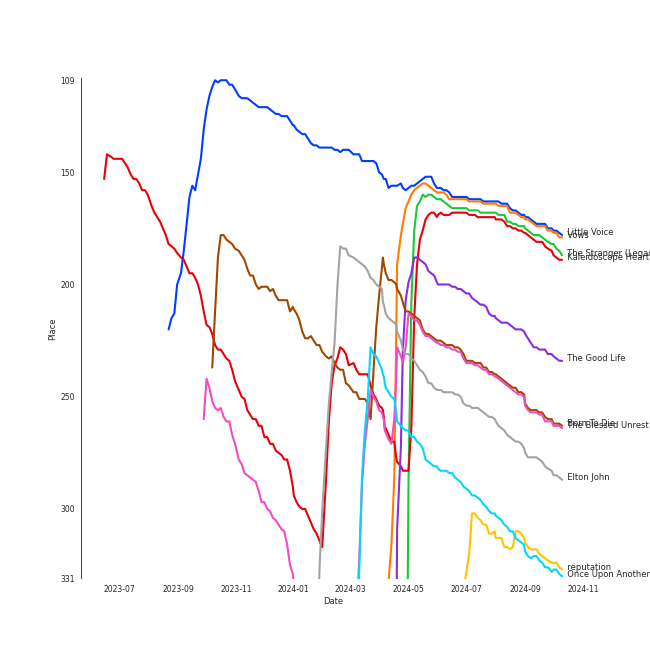 109
150
200
250
300
331
Place
2023-07
2023-09
2023-11
2024-01
2024-03
2024-05
2024-07
2024-09
2024-11
Date
Little Voice
Vows
The Stranger (Legac
Kaleidoscope Heart
The Good Life
Born To Die
The Blessed Unrest
Elton John
reputation
Once Upon Another